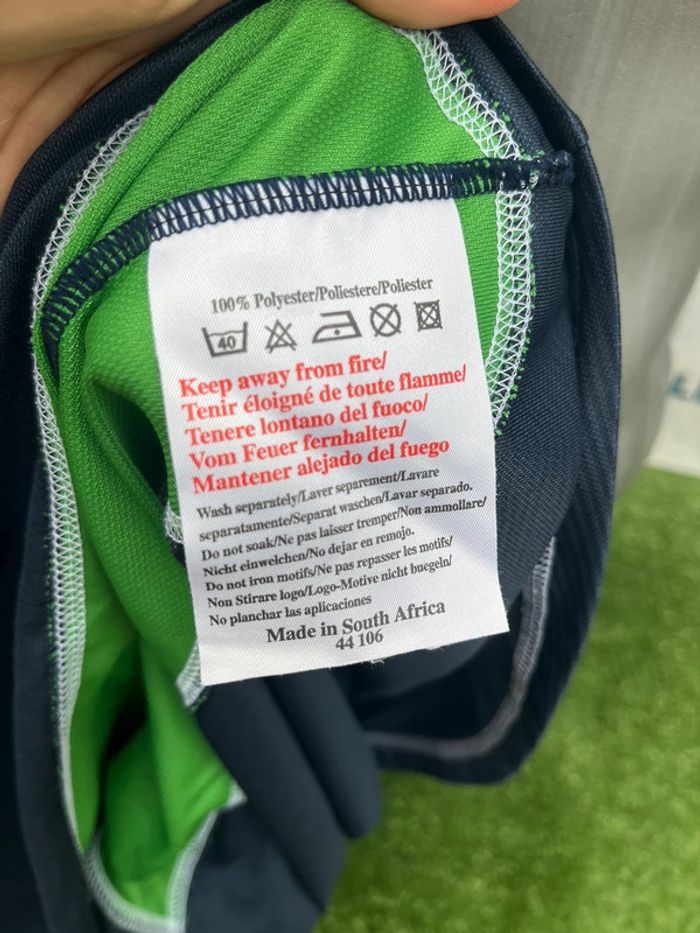 100% Polyester/Poliestere/Poliester
40
Keep away from fire/
Tenir éloigné de toute flamme/
Tenere lontano del fuoco/
Vom Feuer fernhalten/
Mantener alejado del fuego
Wash separately/Laver separement/Lavare
separatamente/Separat waschen/Lavar separado.
Do not soak/Ne pas laisser tremper/Non ammollare/
Nicht einweichen/No dejar en remojo.
Do not iron motifs/Ne pas repasser les motifs/
Non Stirare logo/Logo-Motive nicht buegeln/
No planchar las aplicaciones
Made in South Africa
44 106